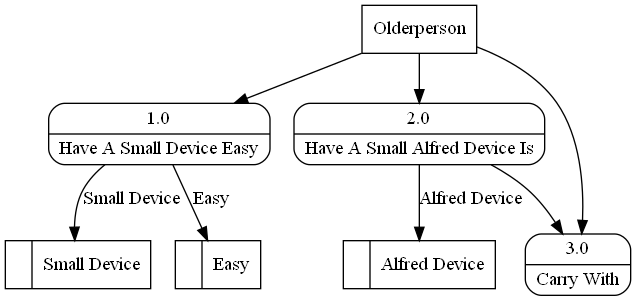 Olderperson
1.0
Have A Small Device Easy
2.0
Have A Small Alfred Device Is
Small Device
Easy
Alfred Device
Small Device
Easy
Alfred Device
3.0
Carry With